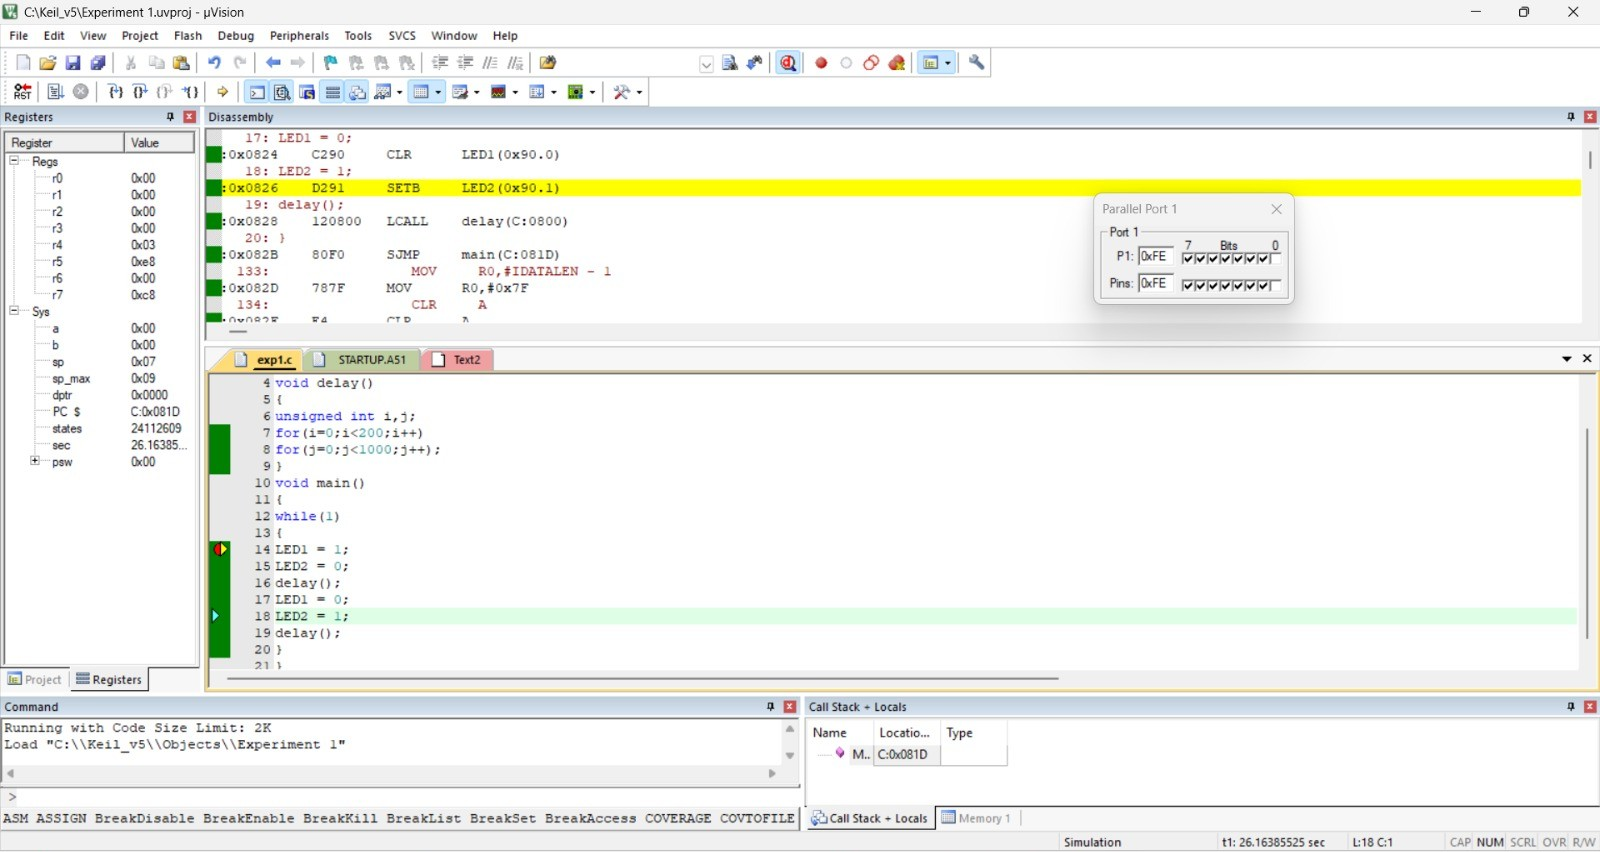 C:\Keil_v5\Experiment 1.uvproj - µVision
File Edit View Project Flash Debug Peripherals Tools SVCS Window Help
RST
Registers
Register Value
Regs
r0 0x00
r1 0x00
r2 0x00
r3 0x00
r4 0x03
r5 0xe8
r6 0x00
r7 0xc8
Sys
a 0x00
b 0x00
sp 0x07
sp_max 0x09
dptr 0x0000
PC $ C:0x081D
states 24112609
sec 26.16385...
psw 0x00
Project Registers
Disassembly
17: LED1 = 0;
:0x0824 C290 CLR LED1(0x90.0)
18: LED2 = 1;
:0x0826 D291 SETB LED2(0x90.1)
19: delay();
:0x0828 120800 LCALL delay(C:0800)
20: }
:0x082B 80F0 SJMP main(C:081D)
133: MOV R0,#IDATALEN - 1
:0x082D 787F MOV R0,#0x7F
134: CLR A
:0x082F E4 CLR A
Parallel Port 1
Port 1
7 Bits 0
P1: 0xFE
Pins: 0xFE
exp1.c STARTUP.A51 Text2
4 void delay()
5 {
6 unsigned int i,j;
7 for(i=0;i<200;i++)
8 for(j=0;j<1000;j++);
9 }
10 void main()
11 {
12 while(1)
13 {
14 LED1 = 1;
15 LED2 = 0;
16 delay();
17 LED1 = 0;
18 LED2 = 1;
19 delay();
20 }
21 }
Command
Running with Code Size Limit: 2K
Load "C:\\Keil_v5\\Objects\\Experiment 1"
>
ASM ASSIGN BreakDisable BreakEnable BreakKill BreakList BreakSet BreakAccess COVERAGE COVTOFILE
Call Stack + Locals
Name Locatio... Type
M.. C:0x081D
Call Stack + Locals Memory 1
Simulation t1: 26.16385525 sec L:18 C:1 CAP NUM SCRL OVR R/W